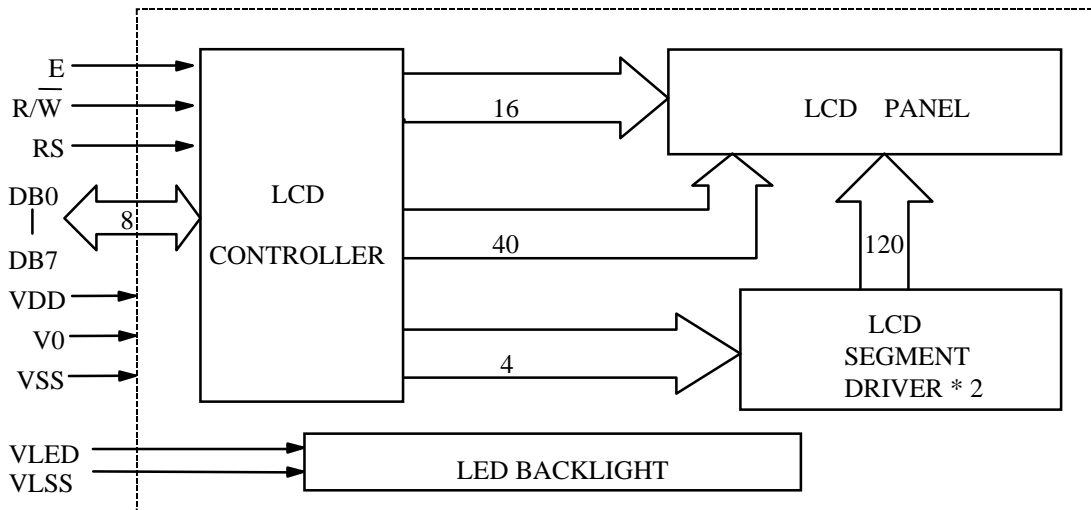 E
R/W̅
RS
DB0
DB7
VDD
V0
VSS
VLED
VLSS
8
LCD
CONTROLLER
16
40
4
LCD PANEL
120
LCD
SEGMENT
DRIVER * 2
LED BACKLIGHT